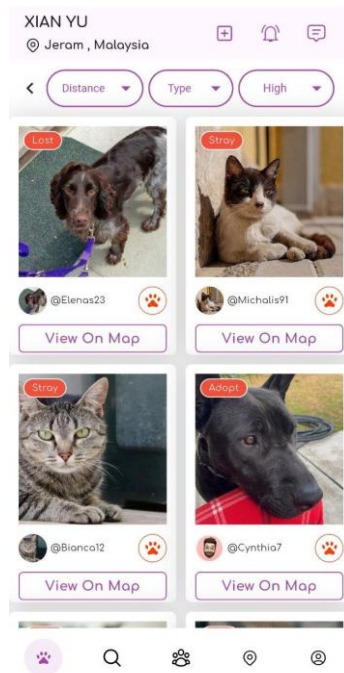 XIAN YU
Jeram , Malaysia
Distance
Type
High
Lost
Stray
@Elenas23
@Michalis91
View On Map
View On Map
Stray
Adopt
@Bianca12
@Cynthia7
View On Map
View On Map